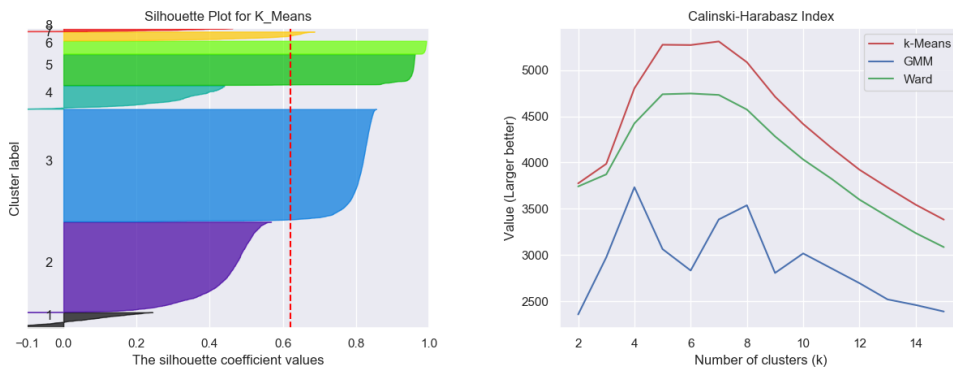 Silhouette Plot for K_Means
Cluster label
8
7
6
5
4
3
2
1
−0.1 0.0 0.2 0.4 0.6 0.8 1.0
The silhouette coefficient values
Calinski-Harabasz Index
Value (Larger better)
5000
4500
4000
3500
3000
2500
k-Means
GMM
Ward
2 4 6 8 10 12 14
Number of clusters (k)